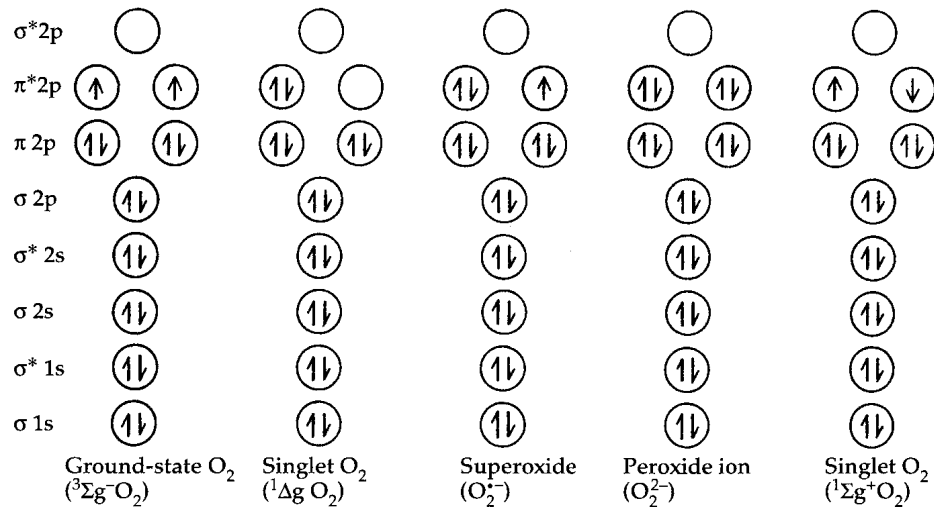 σ*2p
π*2p
π 2p
σ 2p
σ* 2s
σ 2s
σ* 1s
σ 1s
Ground-state O₂
(³Σg⁻O₂)
Singlet O₂
(¹Δg O₂)
Superoxide
(O₂•⁻)
Peroxide ion
(O₂²⁻)
Singlet O₂
(¹Σg⁺O₂)